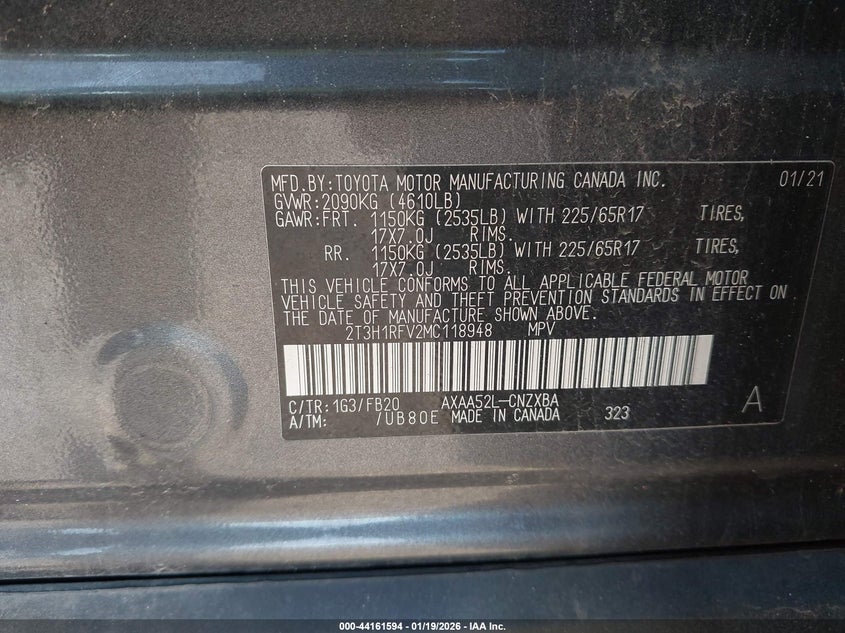 MFD.BY:TOYOTA MOTOR MANUFACTURING CANADA INC. 01/21
GVWR:2090KG (4610LB)
GAWR:FRT. 1150KG (2535LB) WITH 225/65R17 TIRES,
17X7.0J RIMS.
RR. 1150KG (2535LB) WITH 225/65R17 TIRES,
17X7.0J RIMS.
THIS VEHICLE CONFORMS TO ALL APPLICABLE FEDERAL MOTOR
VEHICLE SAFETY AND THEFT PREVENTION STANDARDS IN EFFECT ON
THE DATE OF MANUFACTURE SHOWN ABOVE.
2T3H1RFV2MC118948 MPV
C/TR:1G3/FB20 AXAA52L-CNZXBA A
A/TM: /UB80E MADE IN CANADA 323
000-44161594 - 01/19/2026 - IAA Inc.